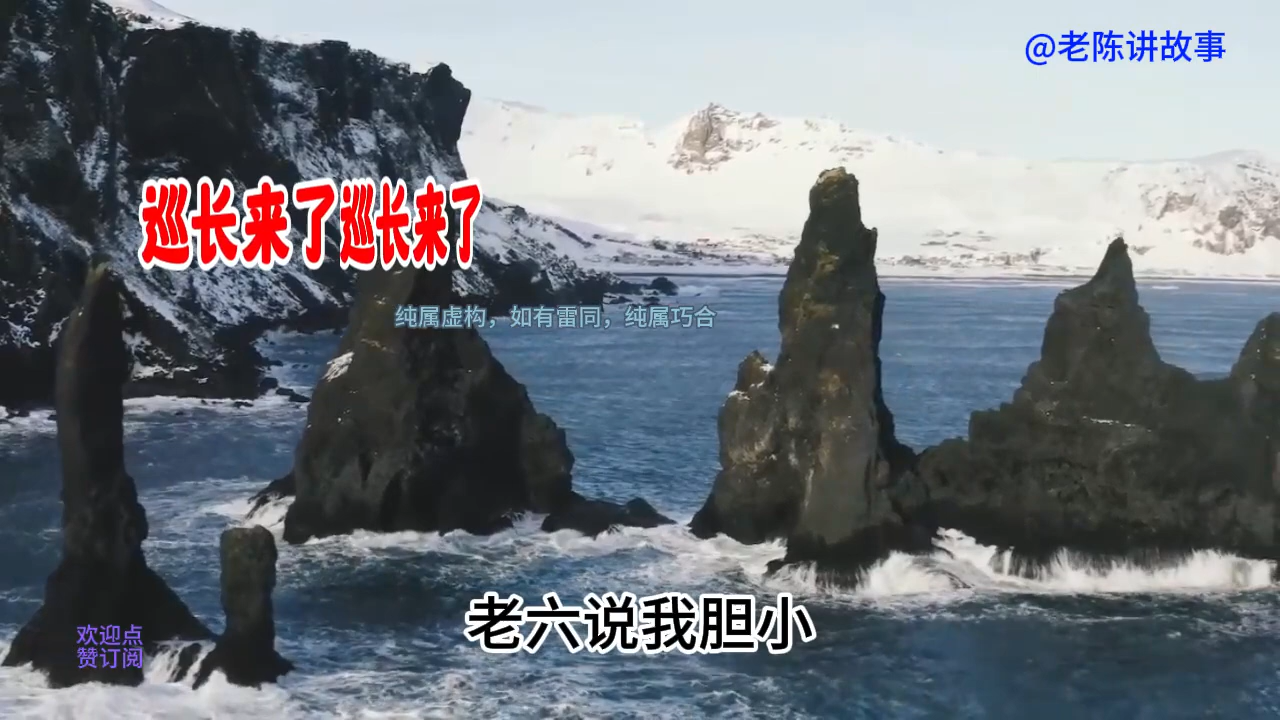 @老陈讲故事
巡长来了巡长来了
纯属虚构，如有雷同，纯属巧合
老六说我胆小
欢迎点
赞订阅